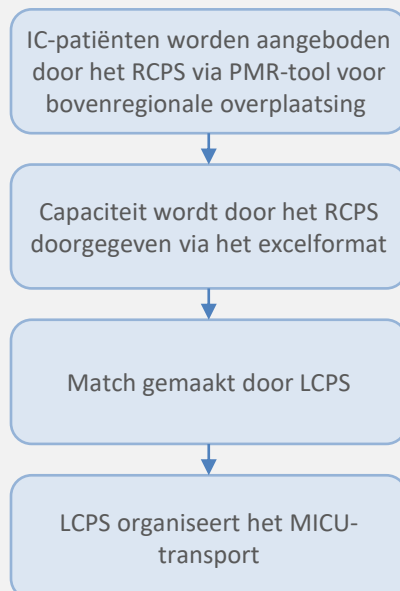 IC-patiënten worden aangeboden
door het RCPS via PMR-tool voor
bovenregionale overplaatsing
Capaciteit wordt door het RCPS
doorgegeven via het excelformat
Match gemaakt door LCPS
LCPS organiseert het MICU-
transport